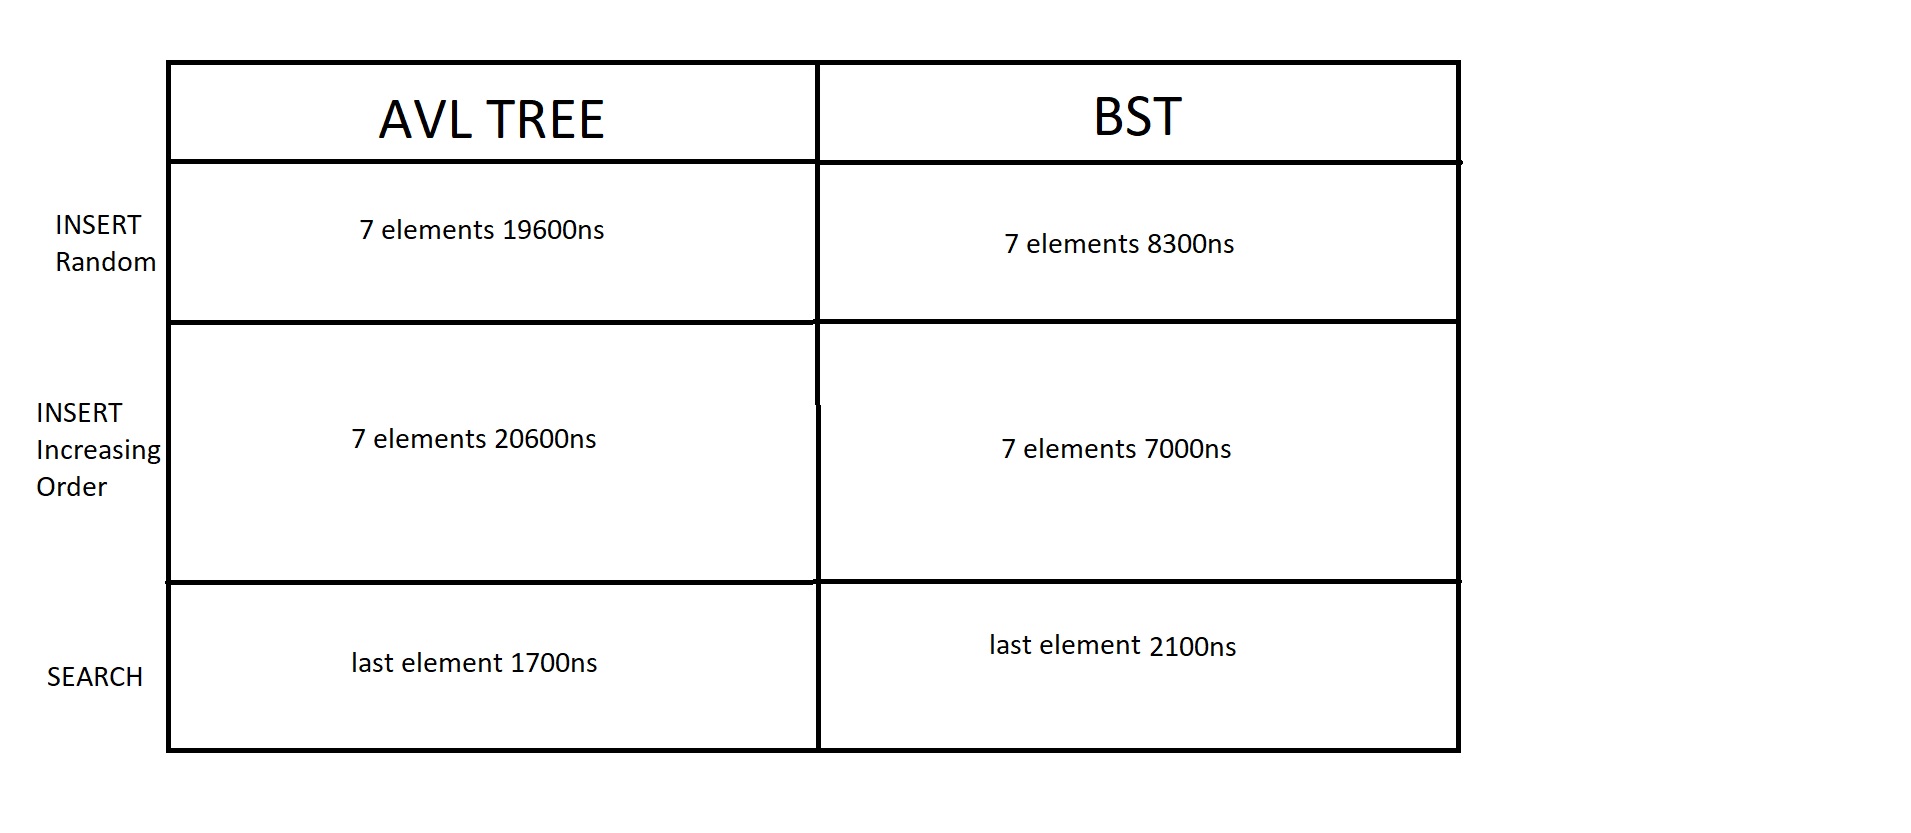 AVL TREE
BST
INSERT
Random
7 elements 19600ns
7 elements 8300ns
INSERT
Increasing
Order
7 elements 20600ns
7 elements 7000ns
SEARCH
last element 1700ns
last element 2100ns